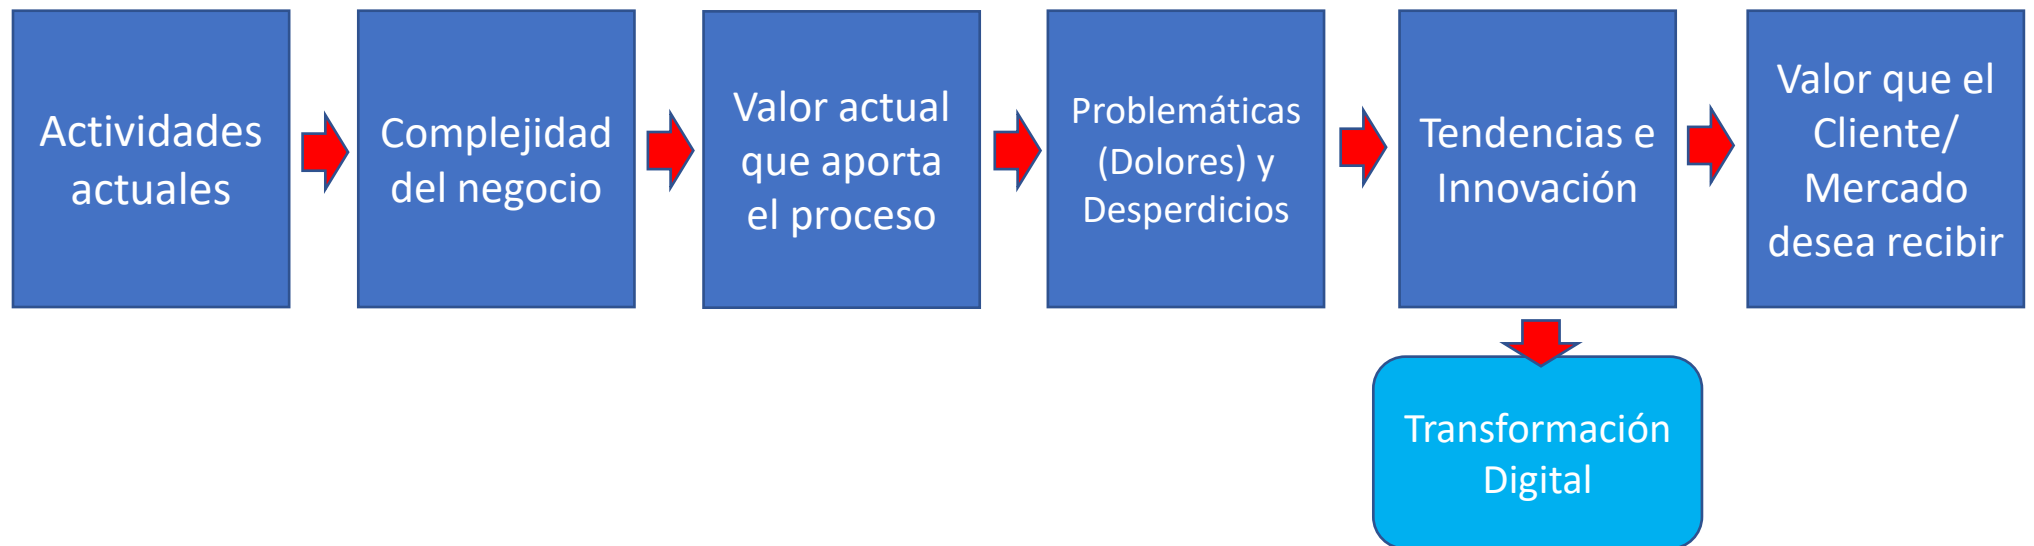 Actividades
actuales
Complejidad
del negocio
Valor actual
que aporta
el proceso
Problemáticas
(Dolores) y
Desperdicios
Tendencias e
Innovación
Valor que el
Cliente/
Mercado
desea recibir
Transformación
Digital